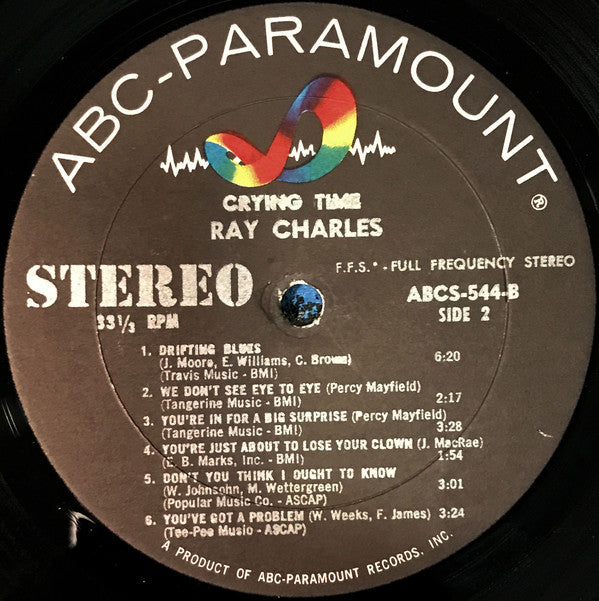 ABC-PARAMOUNT®
CRYING TIME
RAY CHARLES
F.F.S.* - FULL FREQUENCY STEREO
STEREO
33 1/3 RPM
ABCS-544-B
SIDE 2
1. DRIFTING BLUES
(J. Moore, E. Williams, C. Brown) 6:20
(Travis Music - BMI)
2. WE DON'T SEE EYE TO EYE (Percy Mayfield)
(Tangerine Music - BMI) 2:17
3. YOU'RE IN FOR A BIG SURPRISE (Percy Mayfield)
(Tangerine Music - BMI) 3:28
4. YOU'RE JUST ABOUT TO LOSE YOUR CLOWN (J. MacRae)
(E. B. Marks, Inc. - BMI) 1:54
5. DON'T YOU THINK I OUGHT TO KNOW
(W. Johnsohn, M. Wettergreen) 3:01
(Popular Music Co. - ASCAP)
6. YOU'VE GOT A PROBLEM (W. Weeks, F. James) 3:24
(Tee-Pee Music - ASCAP)
A PRODUCT OF ABC-PARAMOUNT RECORDS, INC.